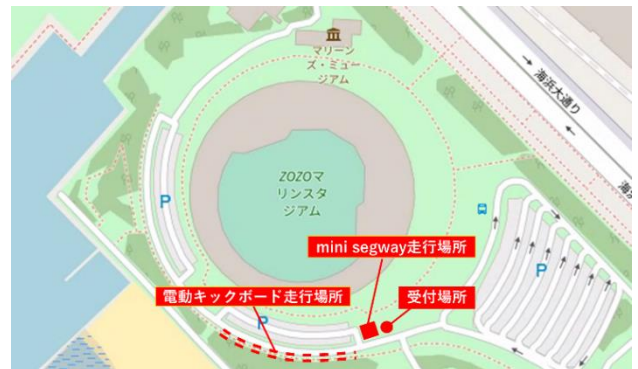 マリーン
ズ・ミュー
ジアム
海浜大通り
ZOZOマ
リンスタ
ジアム
P
P
mini segway走行場所
電動キックボード走行場所
受付場所
P